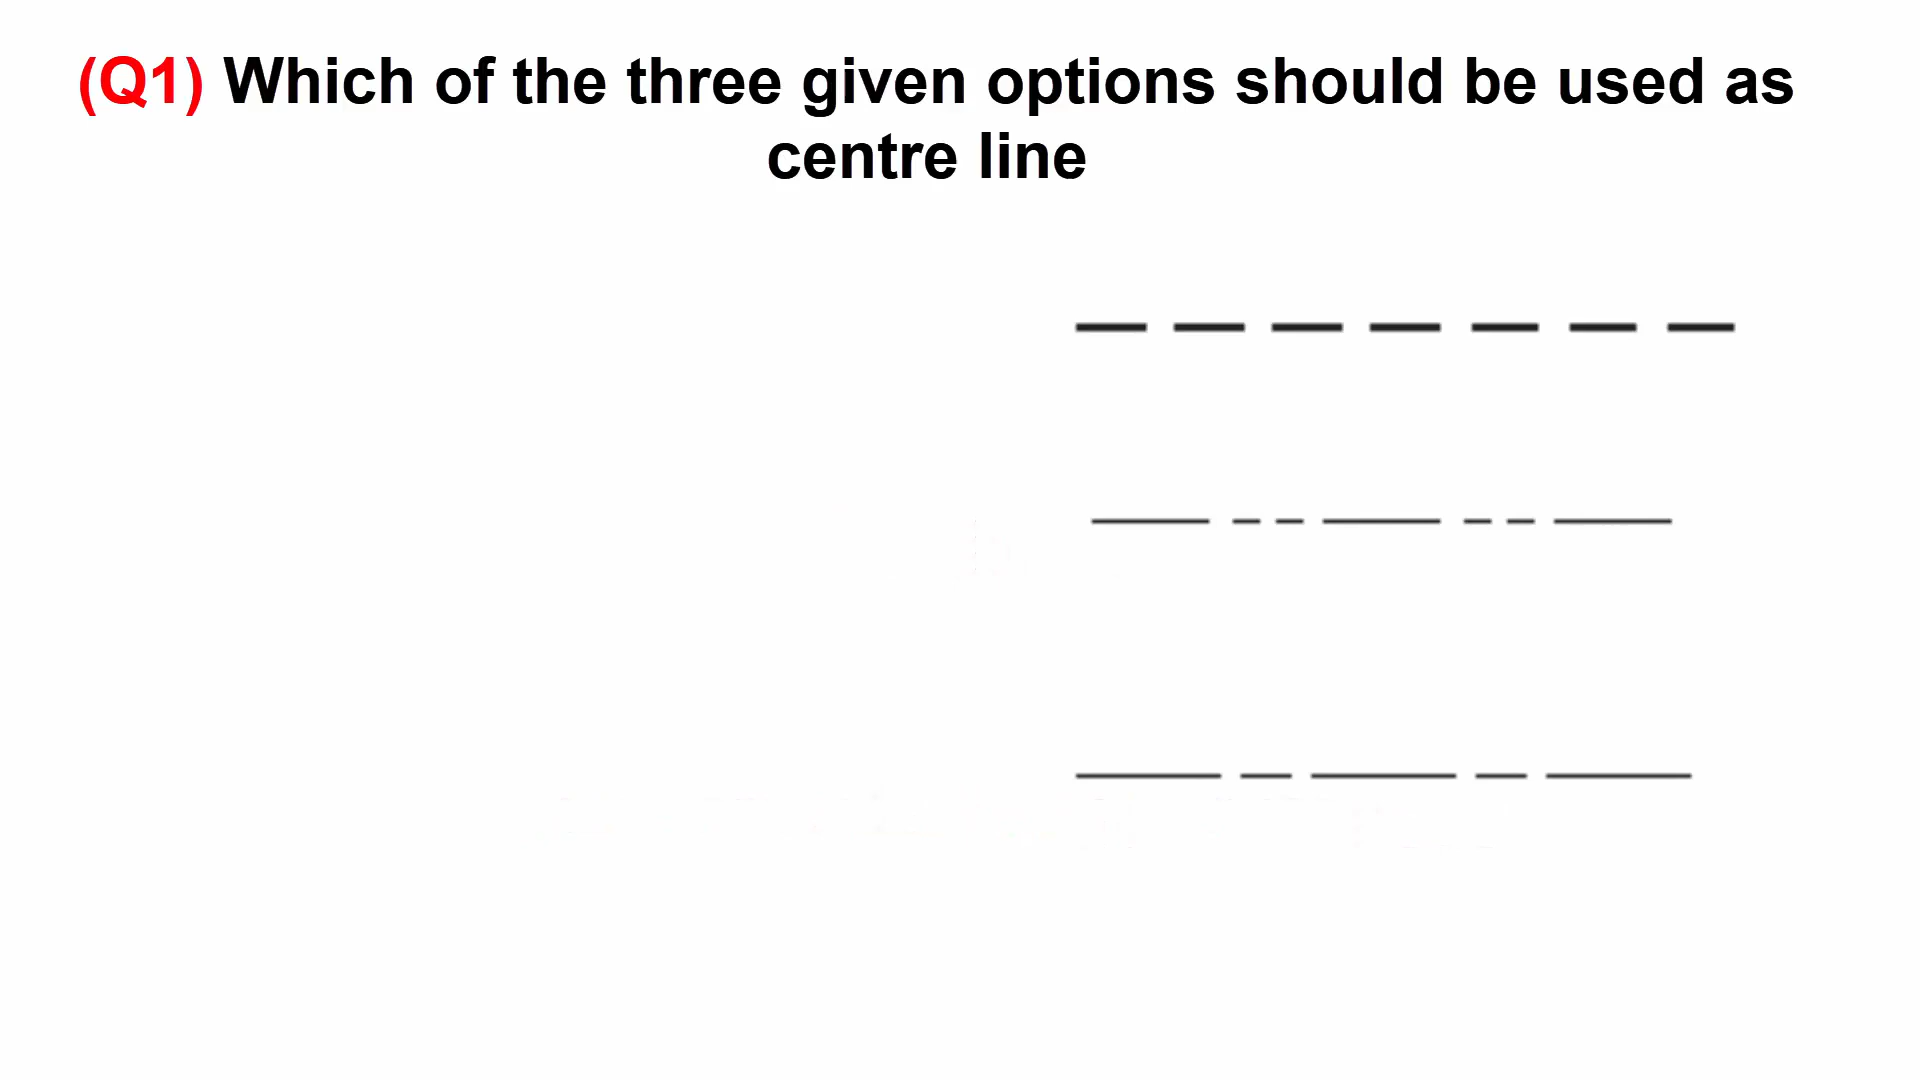 (Q1) Which of the three given options should be used as
centre line